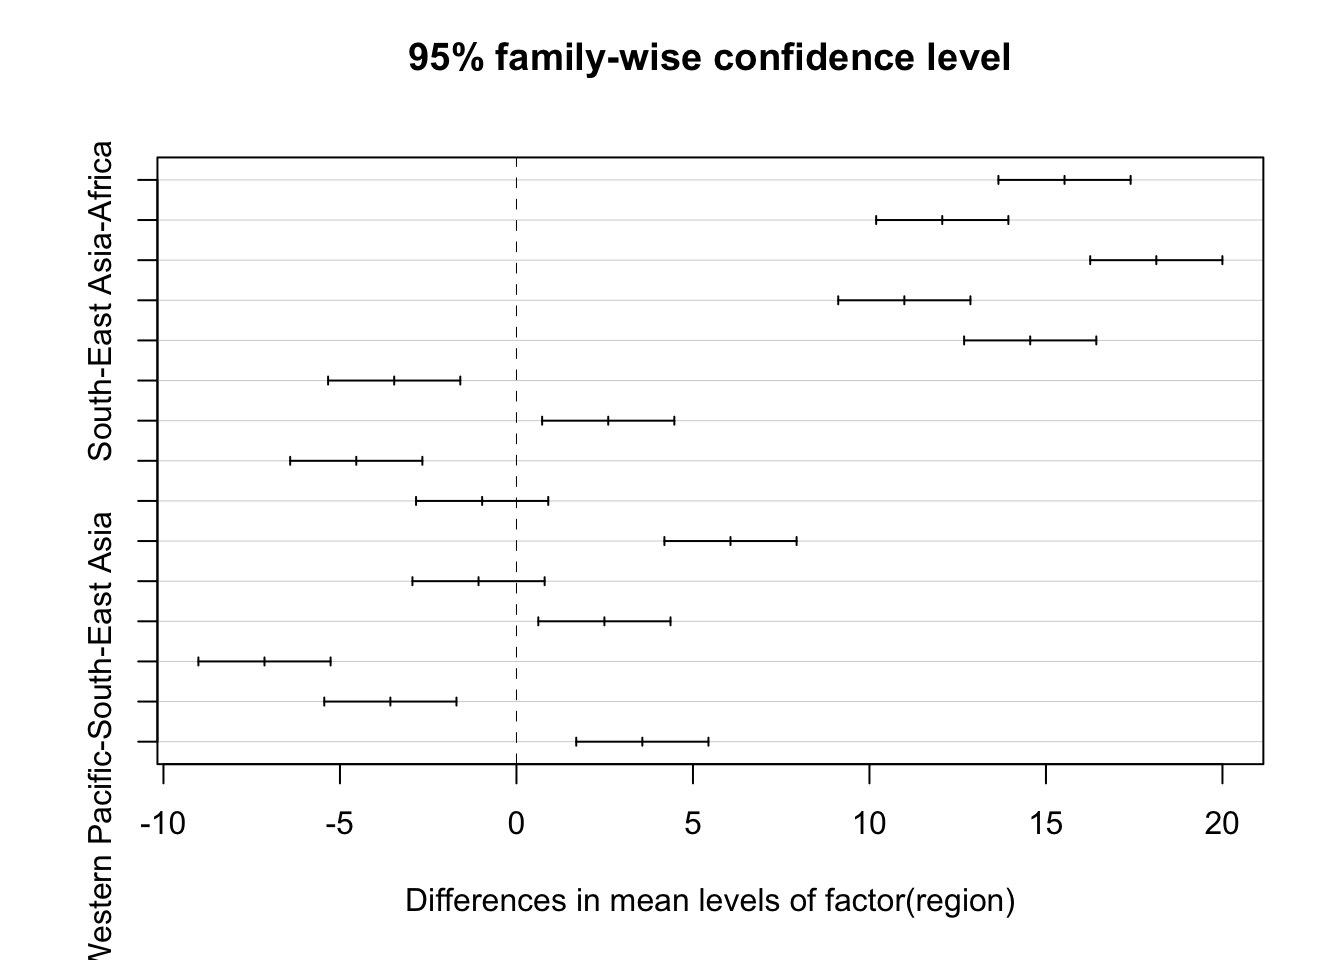 95% family-wise confidence level
South-East Asia-Africa
Western Pacific-South-East Asia
-10 -5 0 5 10 15 20
Differences in mean levels of factor(region)